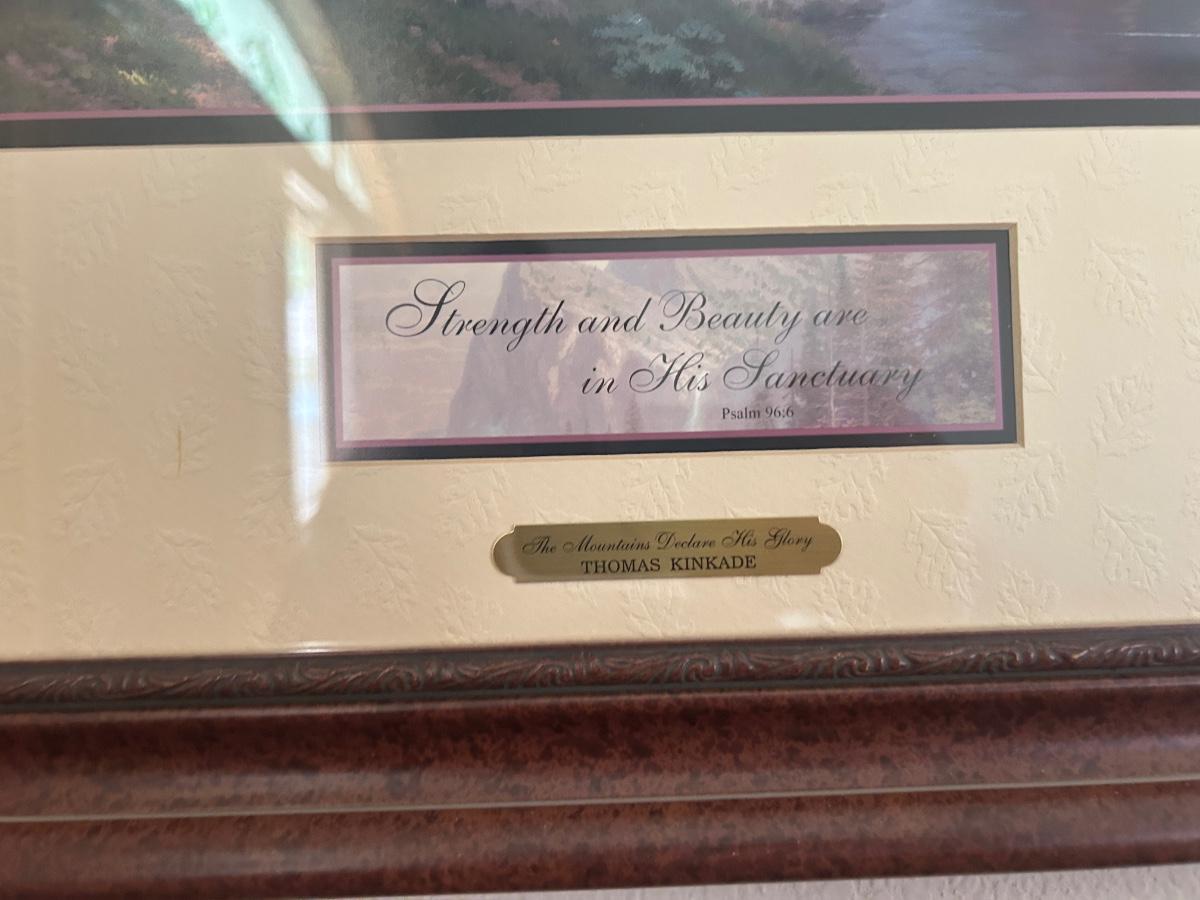 Strength and Beauty are
in His Sanctuary
Psalm 96:6
The Mountains Declare His Glory
THOMAS KINKADE